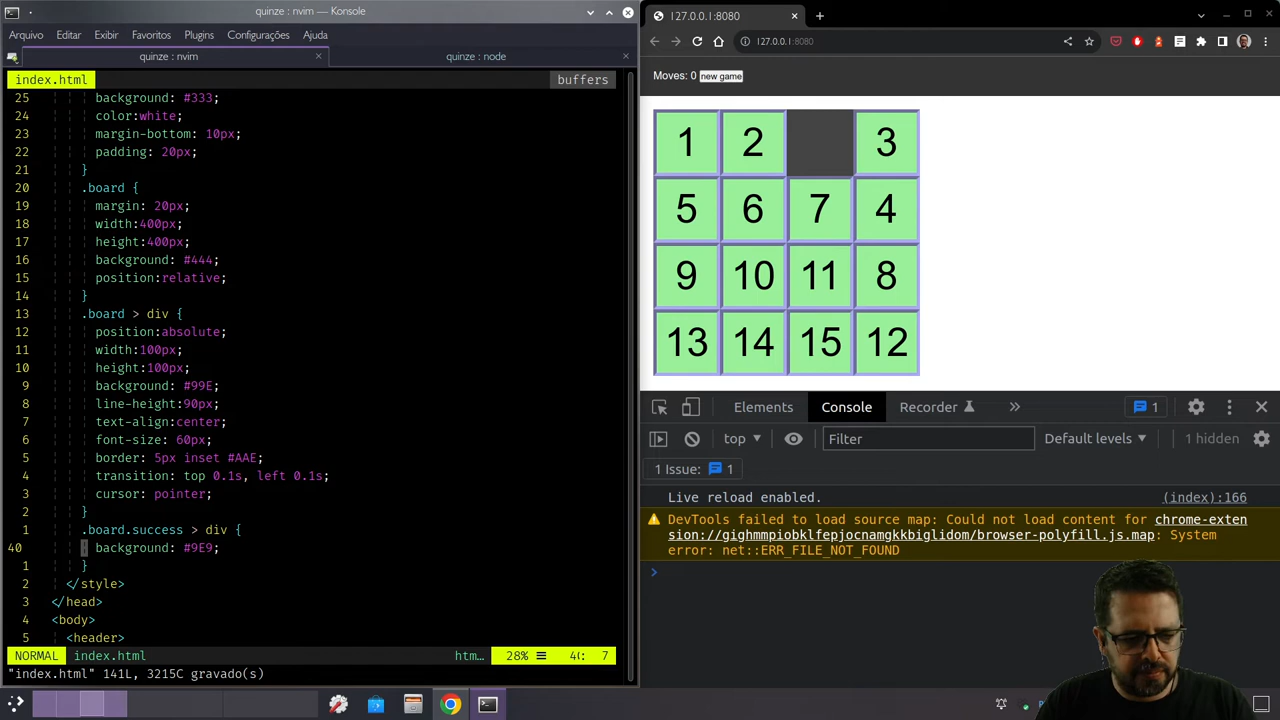 quinze : nvim — Konsole
Arquivo Editar Exibir Favoritos Plugins Configurações Ajuda
quinze : nvim
quinze : node
index.html
buffers
25 background: #333;
24 color:white;
23 margin-bottom: 10px;
22 padding: 20px;
21 }
20 .board {
19 margin: 20px;
18 width:400px;
17 height:400px;
16 background: #444;
15 position:relative;
14 }
13 .board > div {
12 position:absolute;
11 width:100px;
10 height:100px;
9 background: #99E;
8 line-height:90px;
7 text-align:center;
6 font-size: 60px;
5 border: 5px inset #AAE;
4 transition: top 0.1s, left 0.1s;
3 cursor: pointer;
2 }
1 .board.success > div {
40 background: #9E9;
1 }
2 </style>
3 </head>
4 <body>
5 <header>
NORMAL index.html htm… 28% 4 : 7
"index.html" 141L, 3215C gravado(s)
127.0.0.1:8080
127.0.0.1:8080
Moves: 0 new game
1 2 3
5 6 7 4
9 10 11 8
13 14 15 12
Elements Console Recorder 1
top Filter Default levels 1 hidden
1 Issue: 1
Live reload enabled. (index):166
DevTools failed to load source map: Could not load content for chrome-exten
sion://gighmmpiobklfepjocnamgkkbiglidom/browser-polyfill.js.map: System
error: net::ERR_FILE_NOT_FOUND